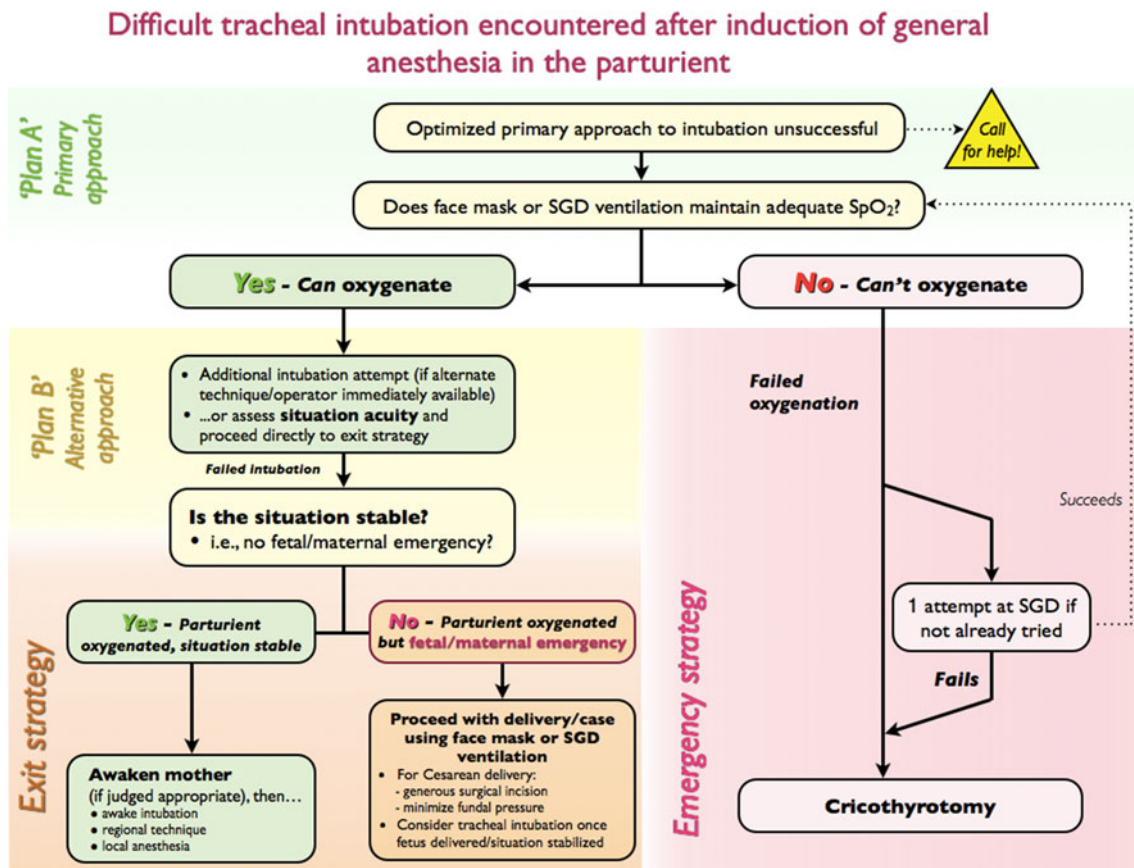 Difficult tracheal intubation encountered after induction of general
anesthesia in the parturient
'Plan A'
Primary
approach
Optimized primary approach to intubation unsuccessful
Call
for help!
Does face mask or SGD ventilation maintain adequate SpO₂?
Yes - Can oxygenate
No - Can't oxygenate
'Plan B'
Alternative
approach
• Additional intubation attempt (if alternate
technique/operator immediately available)
• ...or assess situation acuity and
proceed directly to exit strategy
Failed
oxygenation
Failed intubation
Is the situation stable?
• i.e., no fetal/maternal emergency?
Succeeds
Exit strategy
Yes - Parturient
oxygenated, situation stable
No - Parturient oxygenated
but fetal/maternal emergency
Emergency strategy
1 attempt at SGD if
not already tried
Fails
Awaken mother
(if judged appropriate), then…
• awake intubation
• regional technique
• local anesthesia
Proceed with delivery/case
using face mask or SGD
ventilation
• For Cesarean delivery:
- generous surgical incision
- minimize fundal pressure
• Consider tracheal intubation once
fetus delivered/situation stabilized
Cricothyrotomy